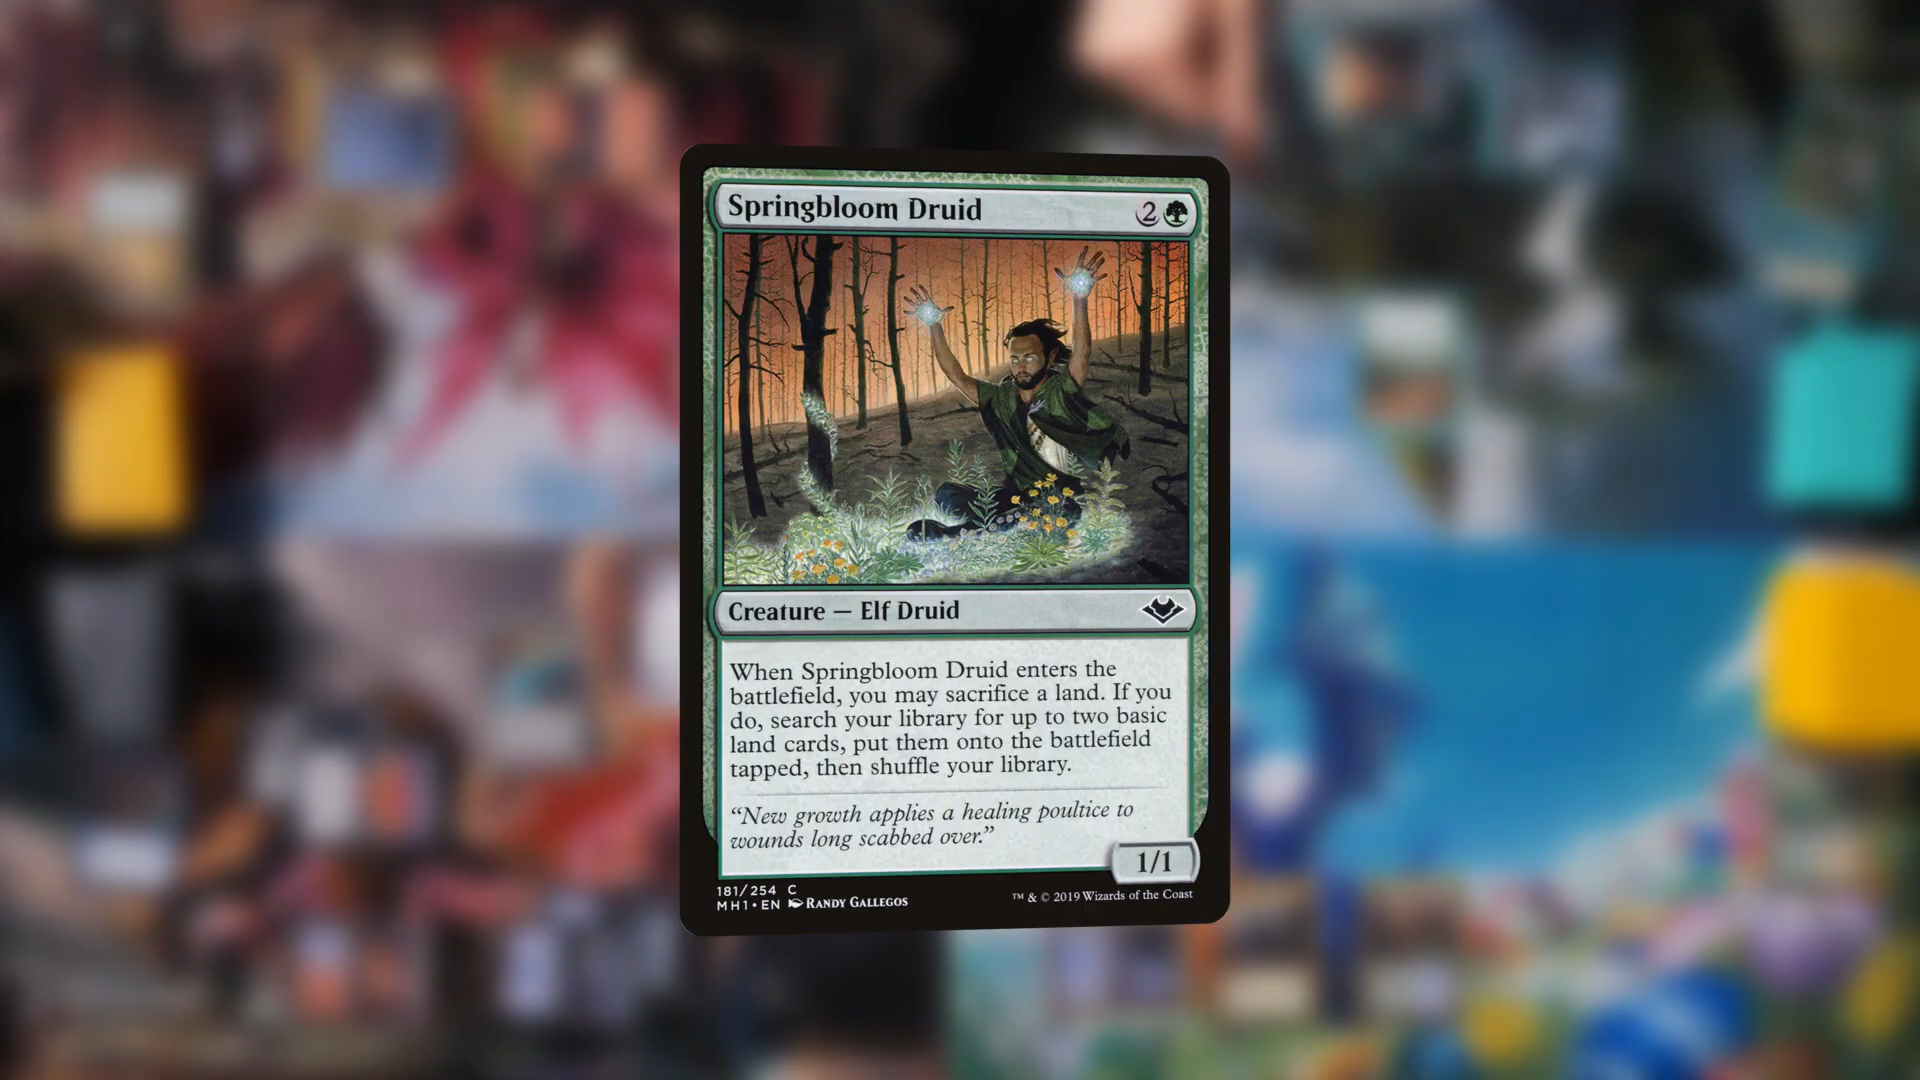 Springbloom Druid
2
Creature — Elf Druid
When Springbloom Druid enters the
battlefield, you may sacrifice a land. If you
do, search your library for up to two basic
land cards, put them onto the battlefield
tapped, then shuffle your library.
“New growth applies a healing poultice to
wounds long scabbed over.”
1/1
181/254 C
MH1•EN RANDY GALLEGOS
™ & © 2019 Wizards of the Coast